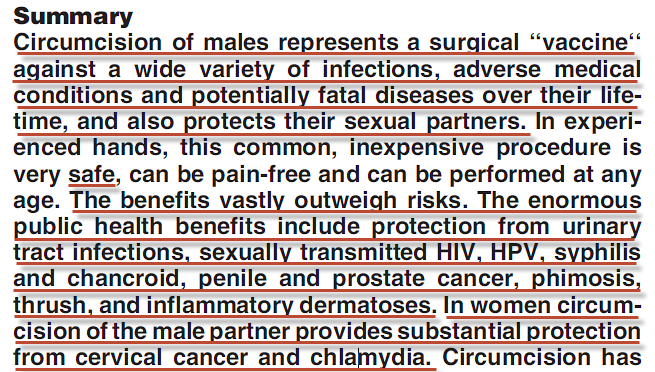 Summary
Circumcision of males represents a surgical “vaccine“
against a wide variety of infections, adverse medical
conditions and potentially fatal diseases over their life-
time, and also protects their sexual partners. In experi-
enced hands, this common, inexpensive procedure is
very safe, can be pain-free and can be performed at any
age. The benefits vastly outweigh risks. The enormous
public health benefits include protection from urinary
tract infections, sexually transmitted HIV, HPV, syphilis
and chancroid, penile and prostate cancer, phimosis,
thrush, and inflammatory dermatoses. In women circum-
cision of the male partner provides substantial protection
from cervical cancer and chlamydia. Circumcision has